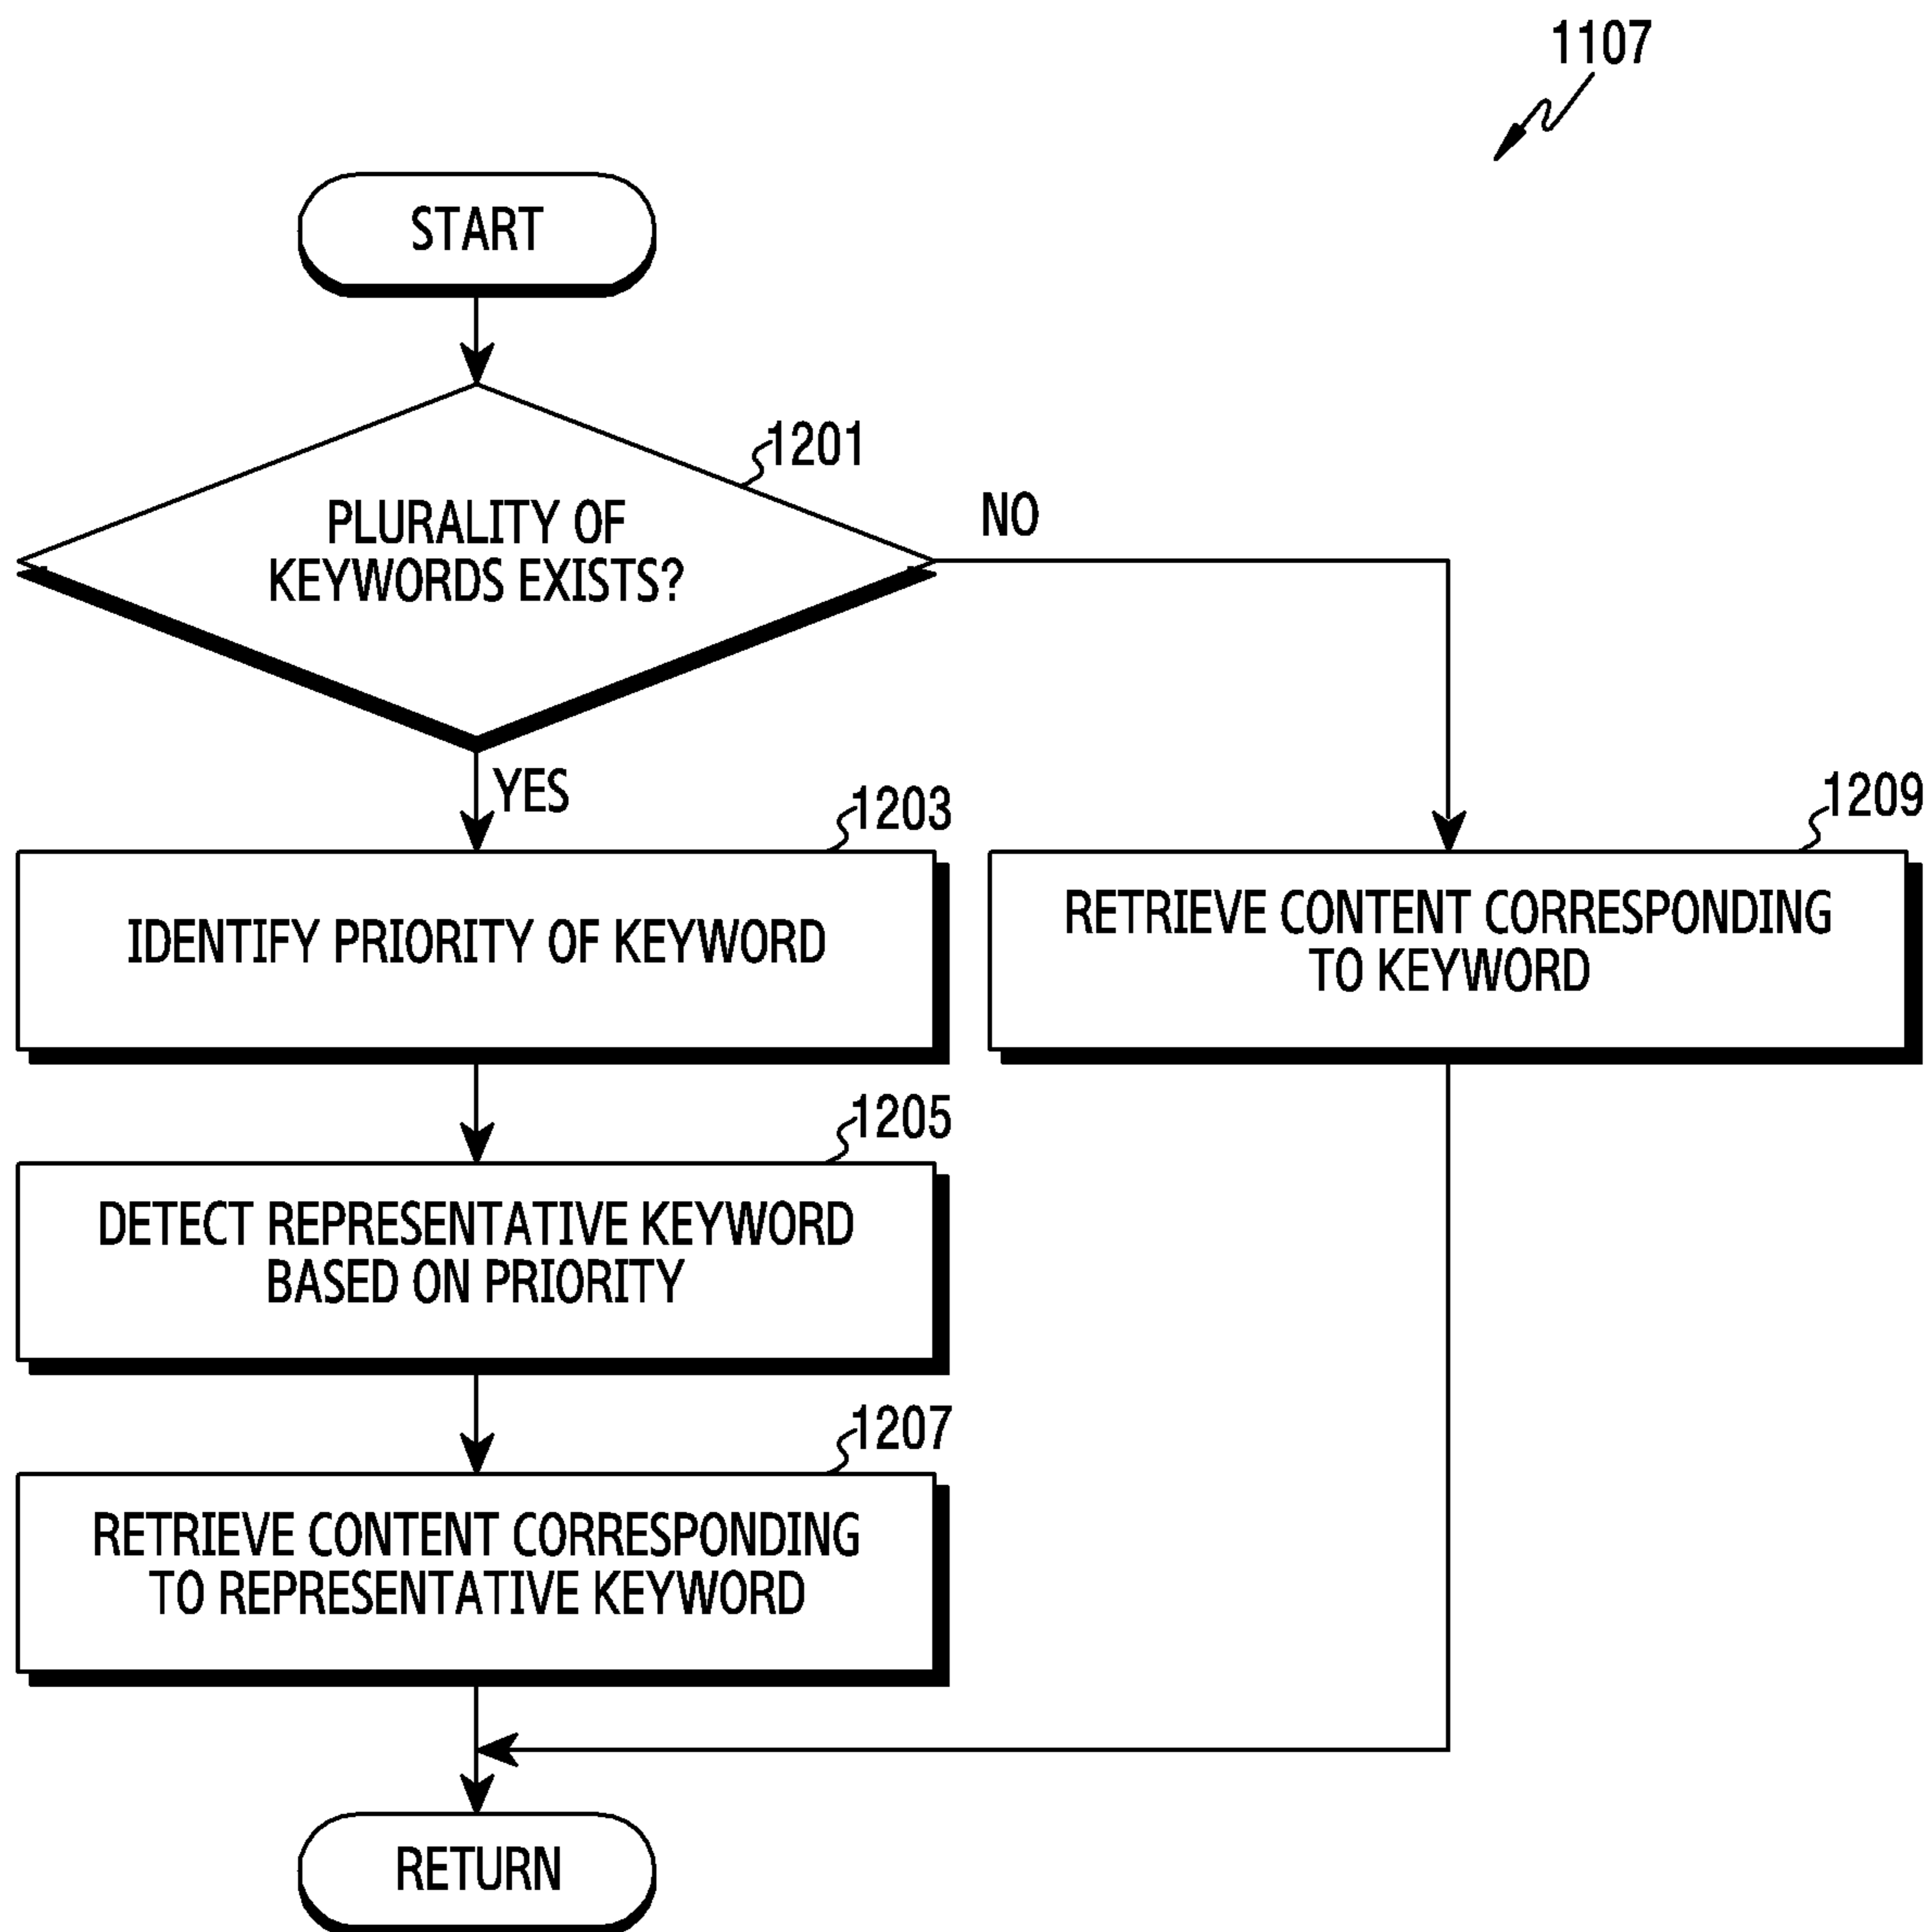 1107
START
1201
PLURALITY OF
KEYWORDS EXISTS?
NO
YES
1203
IDENTIFY PRIORITY OF KEYWORD
1209
RETRIEVE CONTENT CORRESPONDING
TO KEYWORD
1205
DETECT REPRESENTATIVE KEYWORD
BASED ON PRIORITY
1207
RETRIEVE CONTENT CORRESPONDING
TO REPRESENTATIVE KEYWORD
RETURN